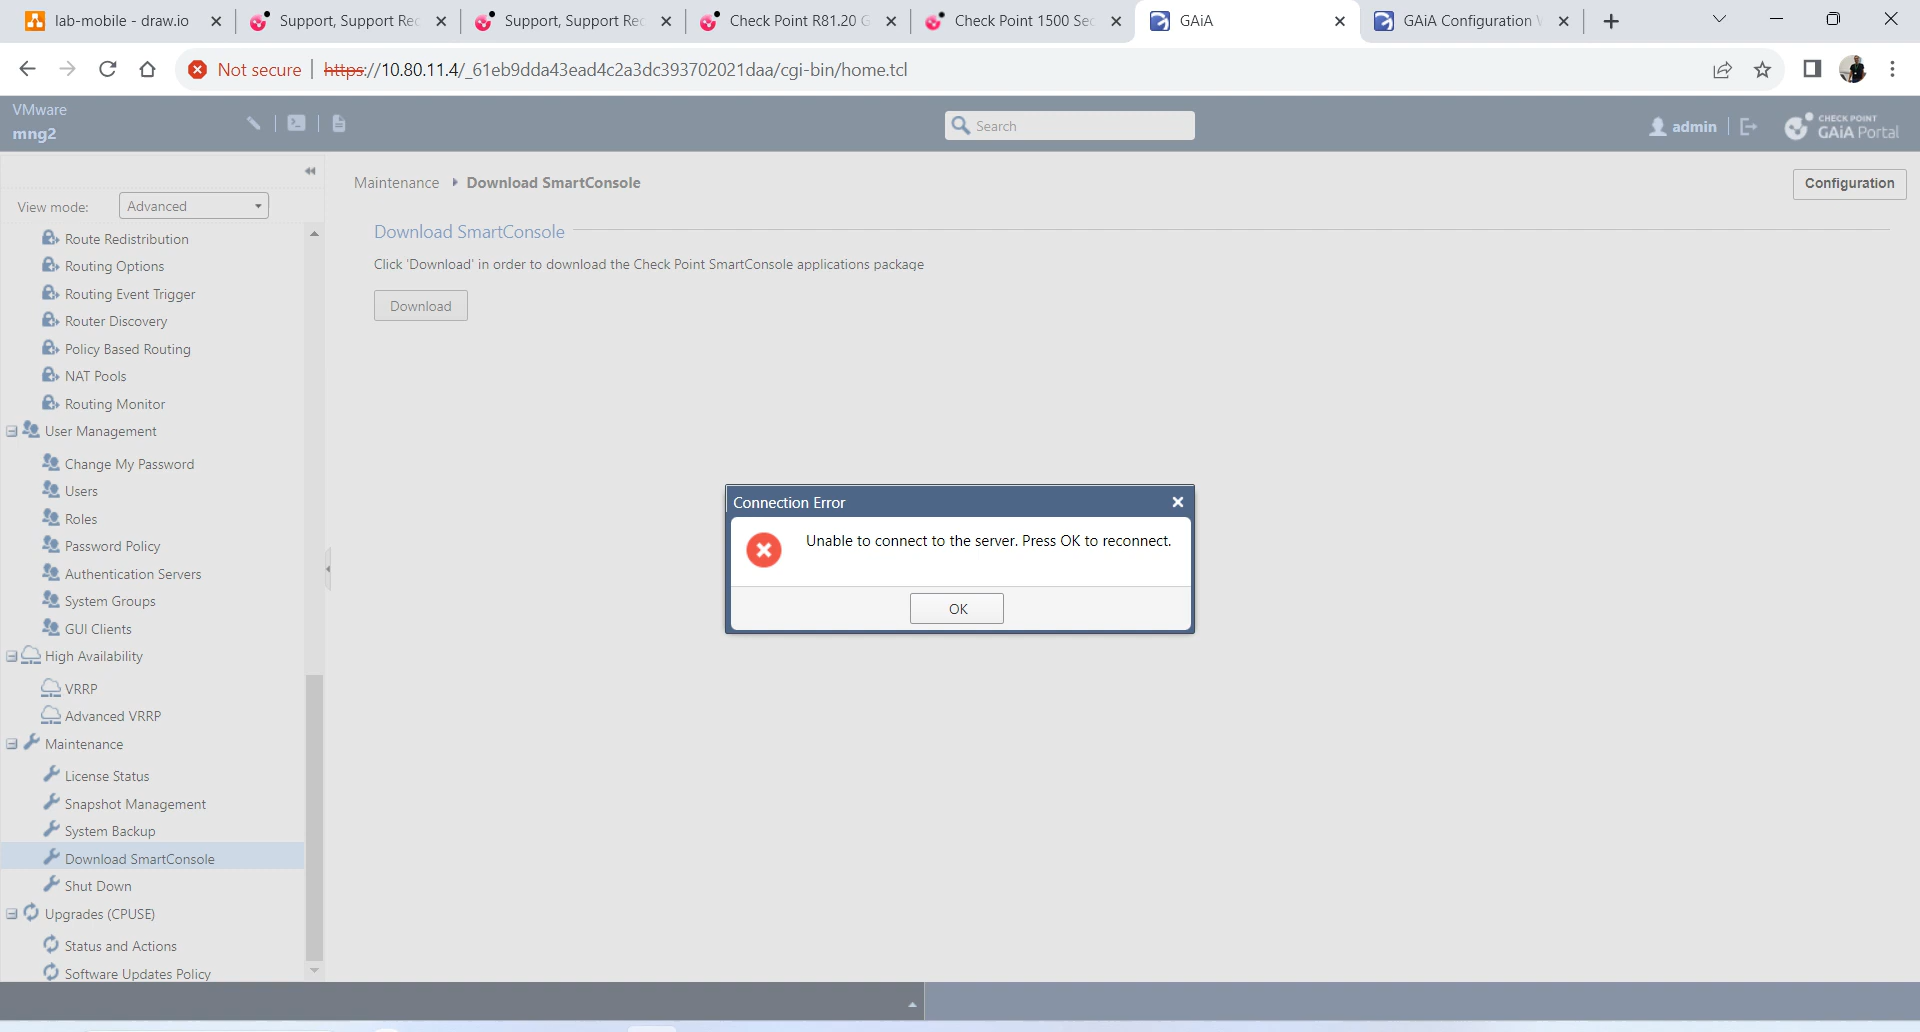 lab-mobile - draw.io
Support, Support Rec
Support, Support Rec
Check Point R81.20 G
Check Point 1500 Sec
GAiA
GAiA Configuration W
Not secure
https://10.80.11.4/_61eb9dda43ead4c2a3dc393702021daa/cgi-bin/home.tcl
VMware
mng2
Search
admin
CHECK POINT
GAiA Portal
Maintenance
Download SmartConsole
Configuration
View mode:
Advanced
Download SmartConsole
Click 'Download' in order to download the Check Point SmartConsole applications package
Download
Route Redistribution
Routing Options
Routing Event Trigger
Router Discovery
Policy Based Routing
NAT Pools
Routing Monitor
User Management
Change My Password
Users
Roles
Password Policy
Authentication Servers
System Groups
GUI Clients
High Availability
VRRP
Advanced VRRP
Maintenance
License Status
Snapshot Management
System Backup
Download SmartConsole
Shut Down
Upgrades (CPUSE)
Status and Actions
Software Updates Policy
Connection Error
Unable to connect to the server. Press OK to reconnect.
OK